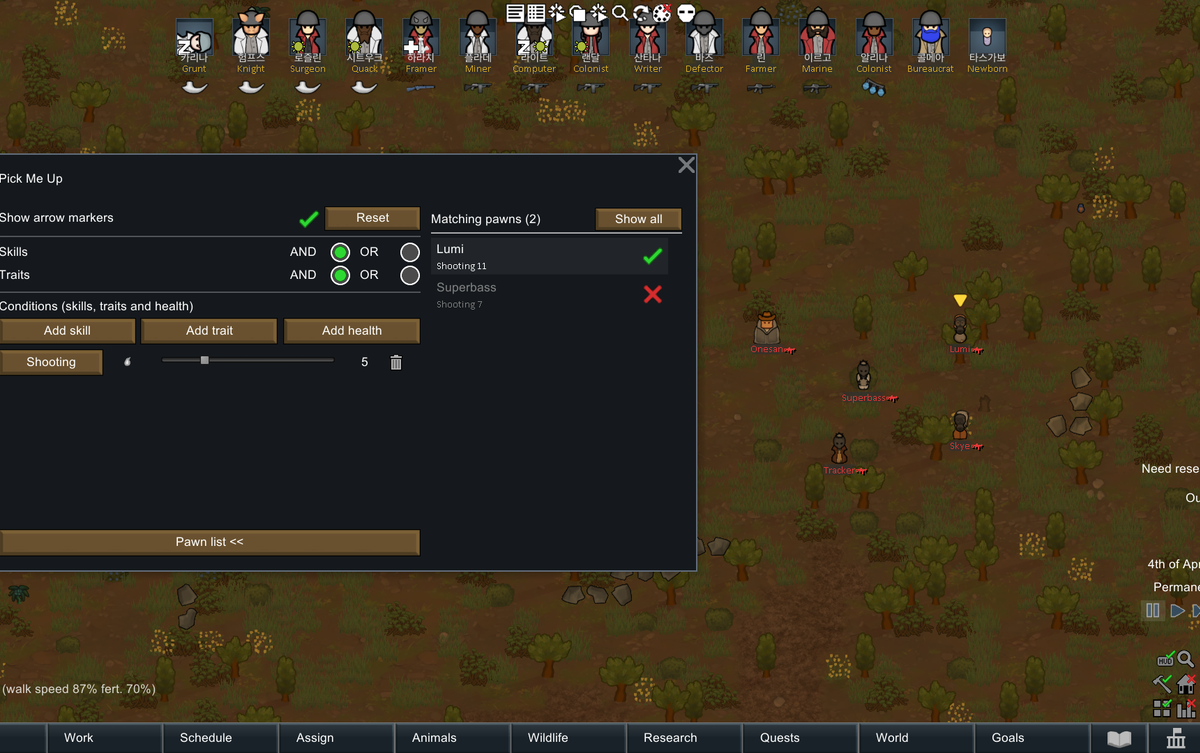 카리나 험프스 로즐린 시트우크 하라치 플라데 라이트 랜달 산타나 바즈 린 이르고 알리나 콜메아 타스가보
Grunt Knight Surgeon Quack Framer Miner Computer Colonist Writer Defector Farmer Marine Colonist Bureaucrat Newborn
Pick Me Up
Show arrow markers
Reset
Matching pawns (2)
Show all
Skills AND OR
Traits AND OR
Lumi
Shooting 11
Superbass
Shooting 7
Conditions (skills, traits and health)
Add skill Add trait Add health
Shooting 5
Pawn list <<
Onesan
Lumi
Superbass
Skye
Tracker
Need rese
Ou
4th of Apr
Permane
(walk speed 87% fert. 70%)
Work Schedule Assign Animals Wildlife Research Quests World Goals